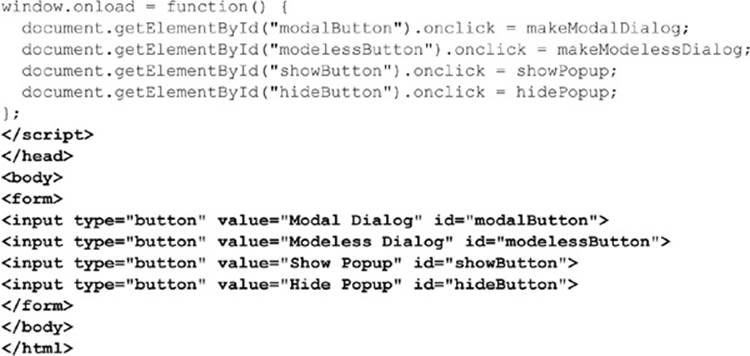 window.onload = function() {
  document.getElementById("modalButton").onclick = makeModalDialog;
  document.getElementById("modelessButton").onclick = makeModelessDialog;
  document.getElementById("showButton").onclick = showPopup;
  document.getElementById("hideButton").onclick = hidePopup;
};
</script>
</head>
<body>
<form>
<input type="button" value="Modal Dialog" id="modalButton">
<input type="button" value="Modeless Dialog" id="modelessButton">
<input type="button" value="Show Popup" id="showButton">
<input type="button" value="Hide Popup" id="hideButton">
</form>
</body>
</html>